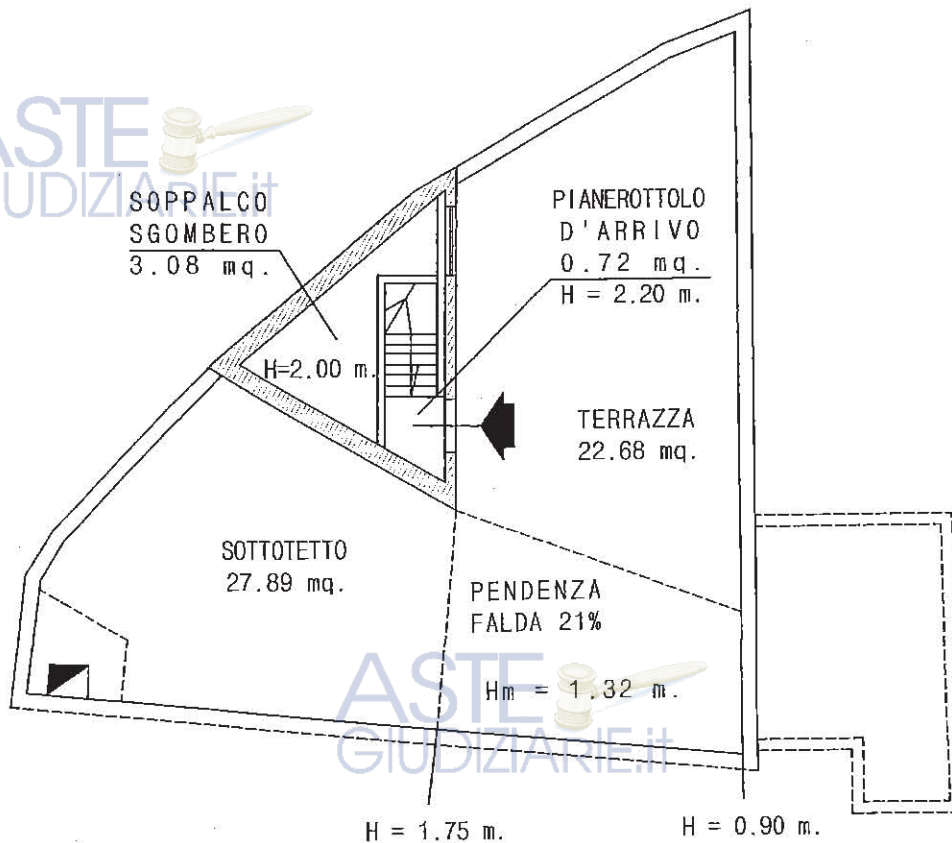 ASTE
GIUDIZIARIE.it
SOPPALCO
SGOMBERO
3.08 mq.
PIANEROTTOLO
D'ARRIVO
0.72 mq.
H = 2.20 m.
H=2.00 m.
TERRAZZA
22.68 mq.
SOTTOTETTO
27.89 mq.
PENDENZA
FALDA 21%
Hm = 1.32 m.
ASTE
GIUDIZIARIE.it
H = 1.75 m.
H = 0.90 m.